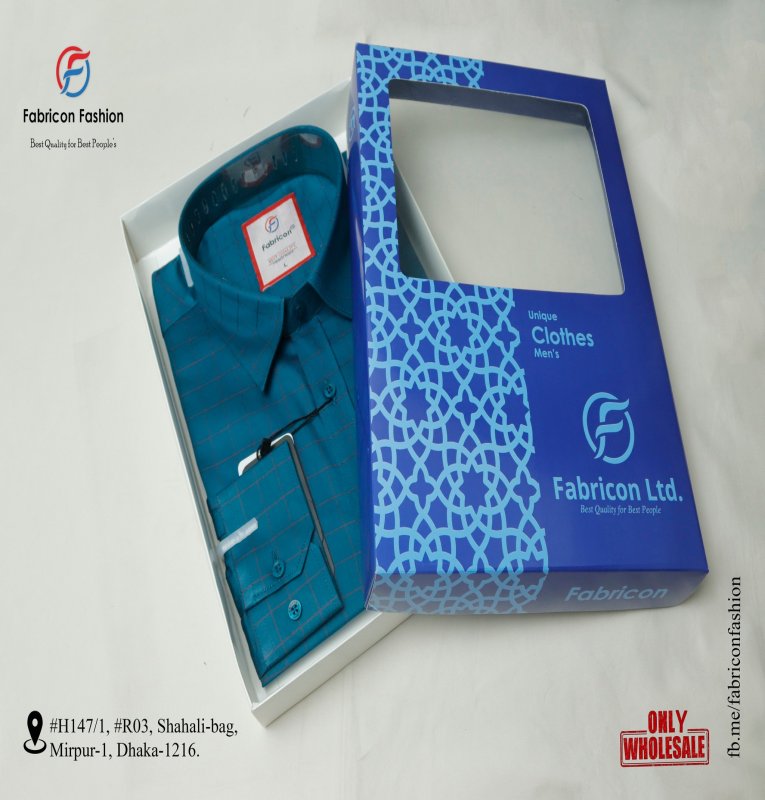 Fabricon Fashion
Best Quality for Best People's
Fabricon
L
Unique
Clothes
Men's
Fabricon Ltd.
Best Quality for Best People
Fabricon
#H147/1, #R03, Shahali-bag,
Mirpur-1, Dhaka-1216.
ONLY
WHOLESALE
fb.me/fabriconfashion